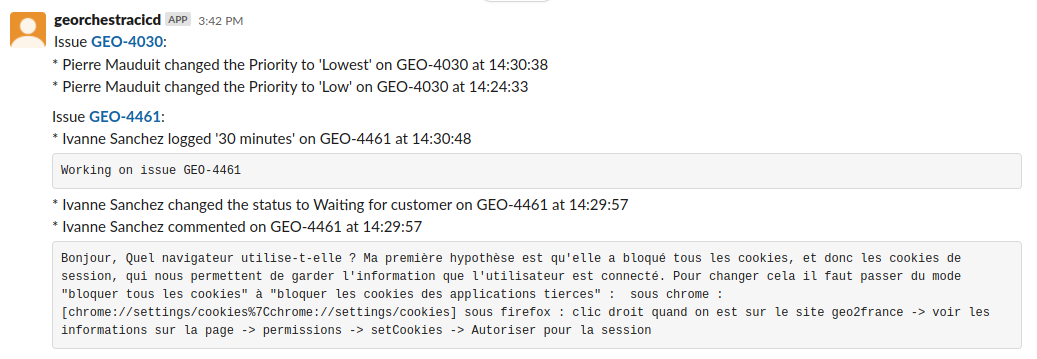 georchestracicd APP 3:42 PM
Issue GEO-4030:
* Pierre Mauduit changed the Priority to 'Lowest' on GEO-4030 at 14:30:38
* Pierre Mauduit changed the Priority to 'Low' on GEO-4030 at 14:24:33
Issue GEO-4461:
* Ivanne Sanchez logged '30 minutes' on GEO-4461 at 14:30:48
Working on issue GEO-4461
* Ivanne Sanchez changed the status to Waiting for customer on GEO-4461 at 14:29:57
* Ivanne Sanchez commented on GEO-4461 at 14:29:57
Bonjour, Quel navigateur utilise-t-elle ? Ma première hypothèse est qu'elle a bloqué tous les cookies, et donc les cookies de
session, qui nous permettent de garder l'information que l'utilisateur est connecté. Pour changer cela il faut passer du mode
"bloquer tous les cookies" à "bloquer les cookies des applications tierces" :  sous chrome :
[chrome://settings/cookies%7Cchrome://settings/cookies] sous firefox : clic droit quand on est sur le site geo2france -> voir les
informations sur la page -> permissions -> setCookies -> Autoriser pour la session